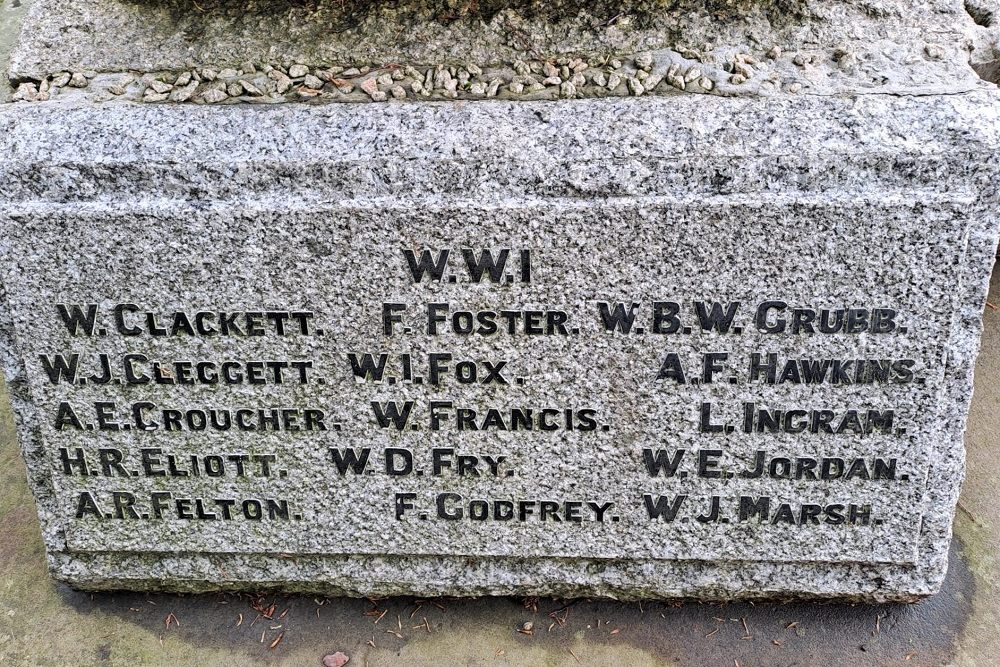 W.W.I
W. CLACKETT. F. FOSTER. W.B.W. GRUBB.
W.J.CLEGGETT. W.I.FOX. A.F. HAWKINS.
A.E.CROUCHER. W. FRANCIS. L. INGRAM.
H.R.ELIOTT. W.D. FRY. W.E. JORDAN.
A.R.FELTON. F. GODFREY. W.J. MARSH.